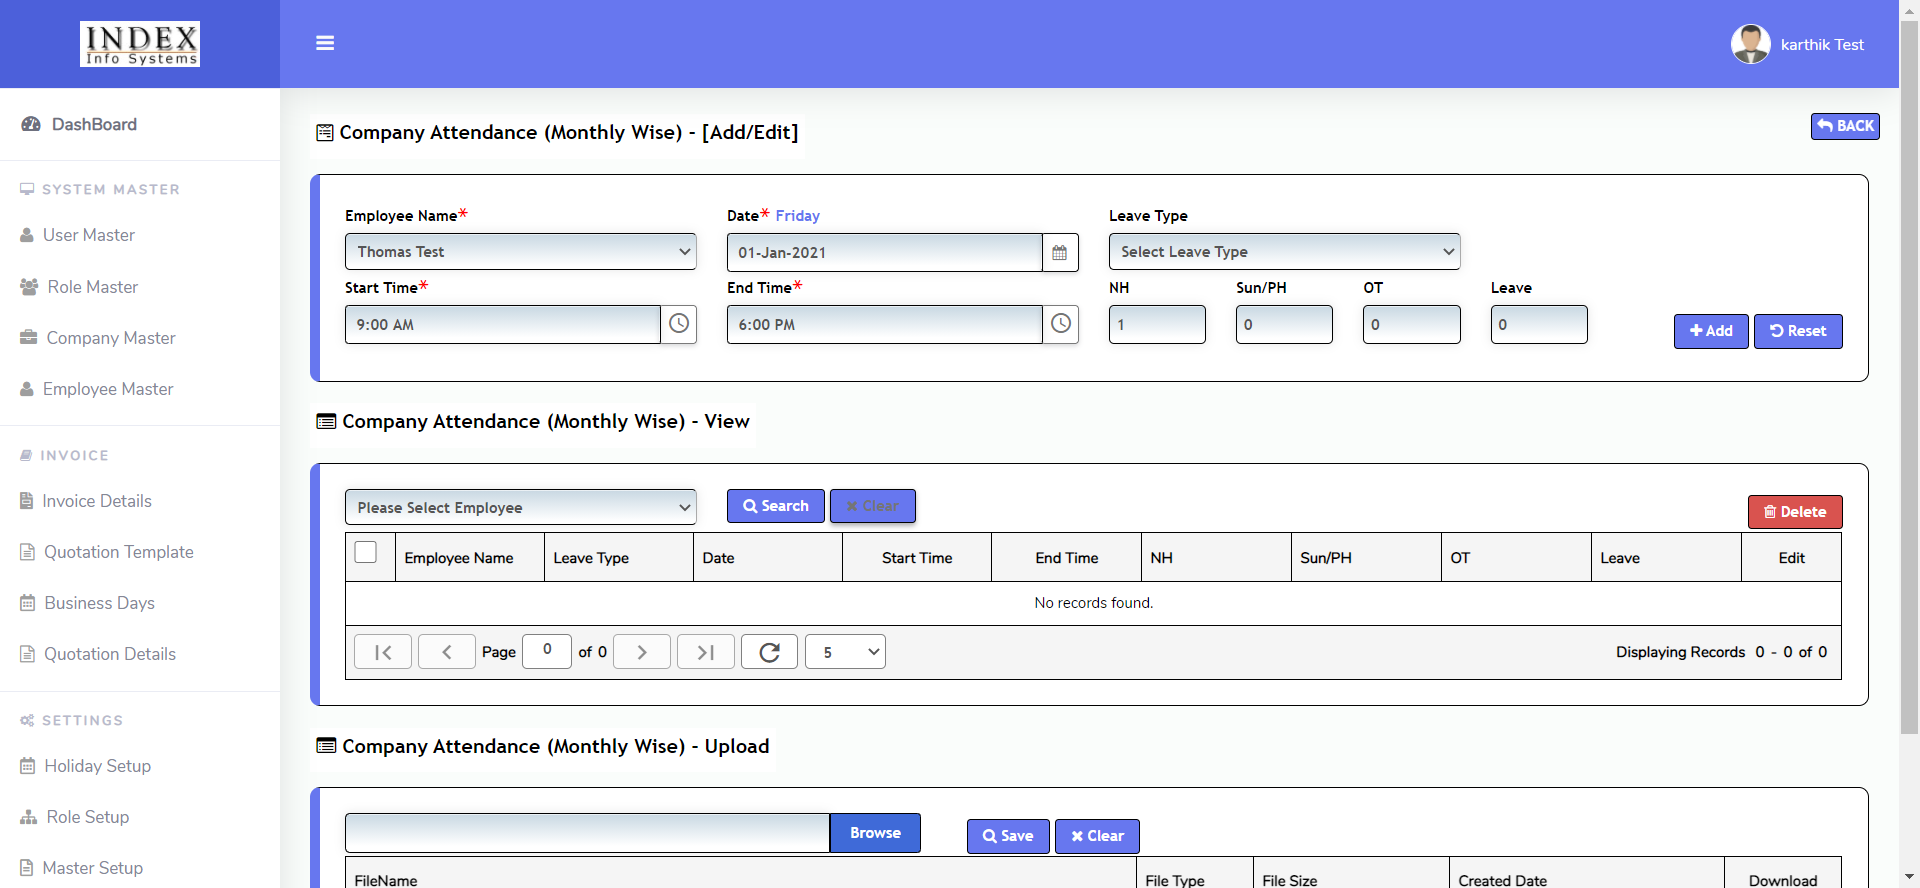 INDEX
Info Systems
karthik Test
DashBoard
SYSTEM MASTER
User Master
Role Master
Company Master
Employee Master
INVOICE
Invoice Details
Quotation Template
Business Days
Quotation Details
SETTINGS
Holiday Setup
Role Setup
Master Setup
Company Attendance (Monthly Wise) - [Add/Edit]
BACK
Employee Name* Date* Friday Leave Type
Thomas Test 01-Jan-2021 Select Leave Type
Start Time* End Time* NH Sun/PH OT Leave
9:00 AM 6:00 PM 1 0 0 0
Add Reset
Company Attendance (Monthly Wise) - View
Please Select Employee Search Clear Delete
Employee Name Leave Type Date Start Time End Time NH Sun/PH OT Leave Edit
No records found.
Page 0 of 0 5 Displaying Records 0 - 0 of 0
Company Attendance (Monthly Wise) - Upload
Browse Save Clear
FileName File Type File Size Created Date Download